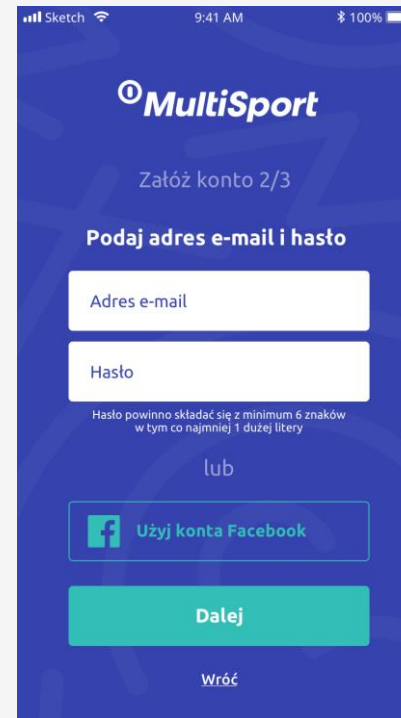 Sketch 9:41 AM 100%
MultiSport
Załóż konto 2/3
Podaj adres e-mail i hasło
Adres e-mail
Hasło
Hasło powinno składać się z minimum 6 znaków
w tym co najmniej 1 dużej litery
lub
Użyj konta Facebook
Dalej
Wróć